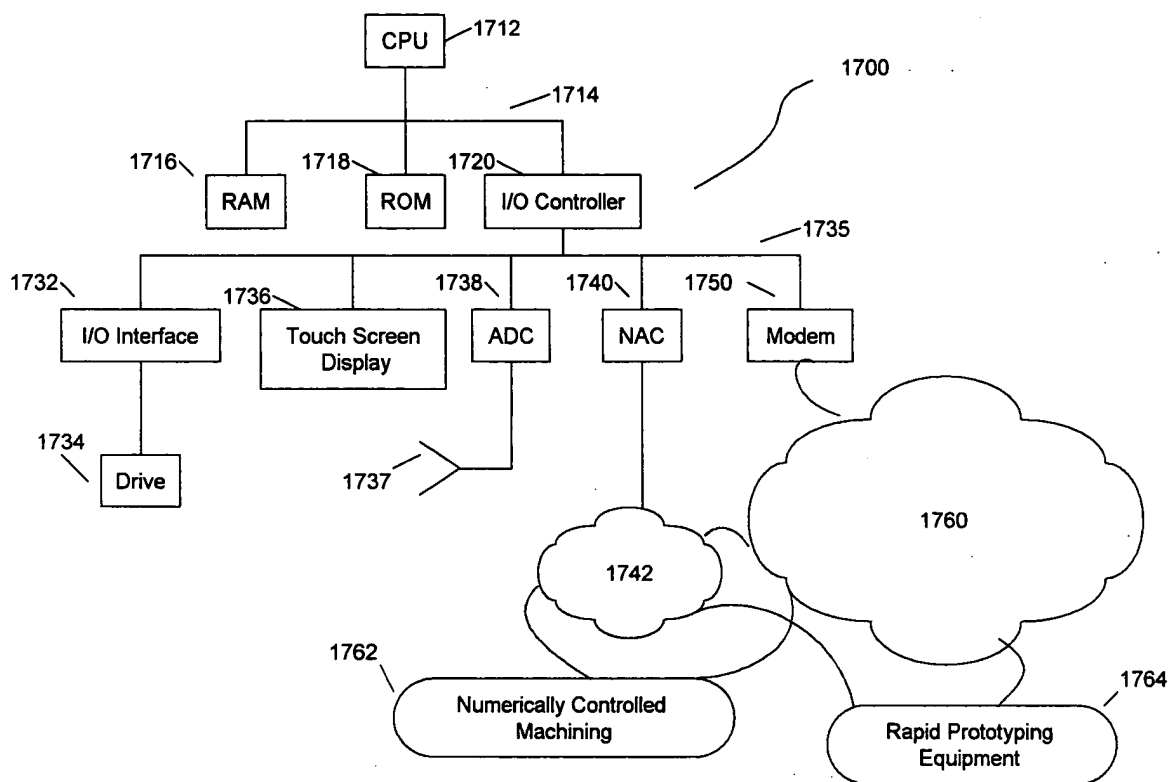 CPU
1712
1700
1714
1716
1718
1720
RAM
ROM
I/O Controller
1735
1732
1736
1738
1740
1750
I/O Interface
Touch Screen
Display
ADC
NAC
Modem
1734
Drive
1737
1760
1742
1762
Numerically Controlled
Machining
1764
Rapid Prototyping
Equipment